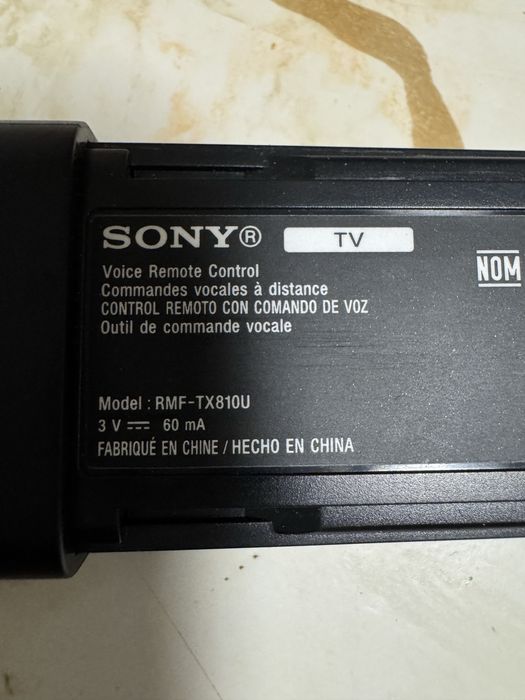 SONY® TV
NOM
Voice Remote Control
Commandes vocales à distance
CONTROL REMOTO CON COMANDO DE VOZ
Outil de commande vocale
Model : RMF-TX810U
3 V ⎓ 60 mA
FABRIQUÉ EN CHINE / HECHO EN CHINA